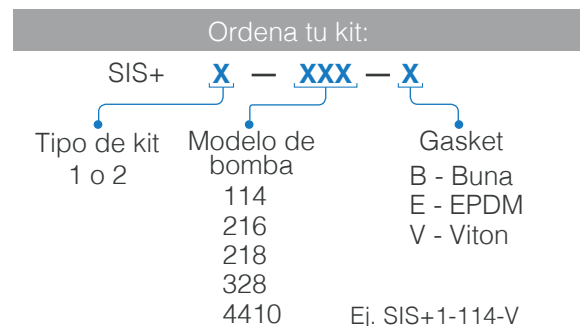 Ordena tu kit:
SIS+ X — XXX — X
Tipo de kit
1 o 2
Modelo de
bomba
114
216
218
328
4410
Gasket
B - Buna
E - EPDM
V - Viton
Ej. SIS+1-114-V